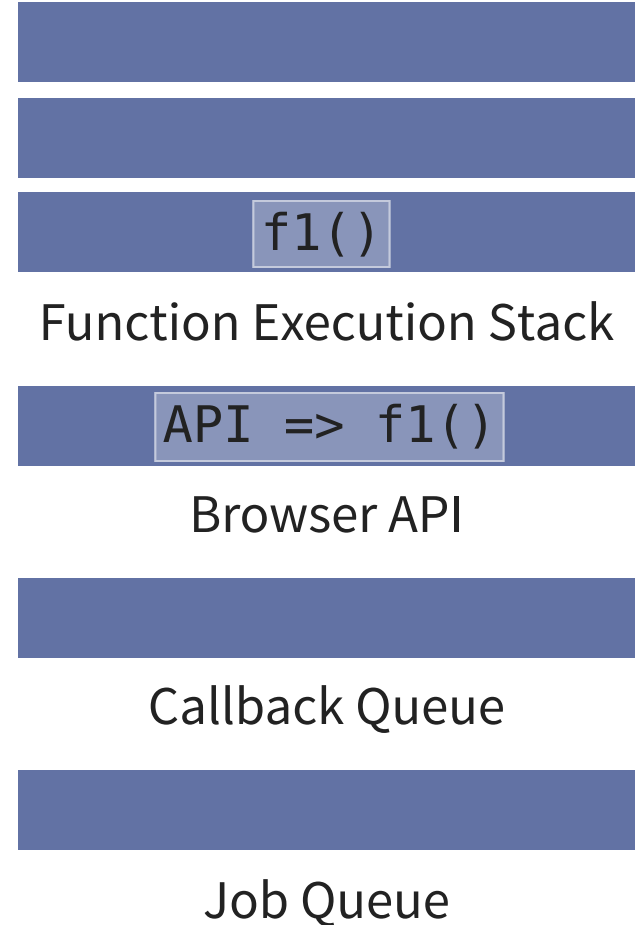 f1()
Function Execution Stack
API => f1()
Browser API
Callback Queue
Job Queue